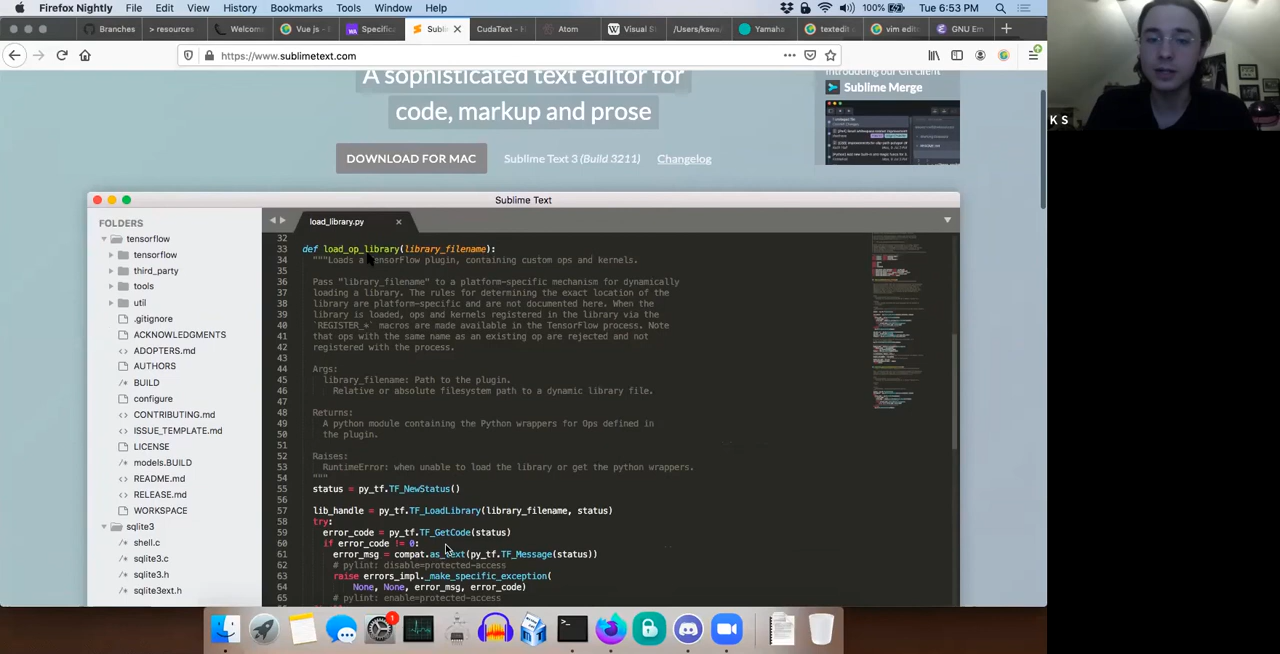 Firefox Nightly File Edit View History Bookmarks Tools Window Help 100% Tue 6:53 PM
Branches > resources Welcome Vue js - Specific Subli CudaText - H Atom Visual St /Users/kswa Yamaha textedit vim edite GNU Em
https://www.sublimetext.com
A sophisticated text editor for
code, markup and prose
DOWNLOAD FOR MAC Sublime Text 3 (Build 3211) Changelog
Introducing our Git client
Sublime Merge
K S
Sublime Text
FOLDERS
tensorflow
tensorflow
third_party
tools
util
.gitignore
ACKNOWLEDGMENTS
ADOPTERS.md
AUTHORS
BUILD
configure
CONTRIBUTING.md
ISSUE_TEMPLATE.md
LICENSE
models.BUILD
README.md
RELEASE.md
WORKSPACE
sqlite3
shell.c
sqlite3.c
sqlite3.h
sqlite3ext.h
load_library.py
32
33 def load_op_library(library_filename):
34 """Loads a TensorFlow plugin, containing custom ops and kernels.
35
36 Pass "library_filename" to a platform-specific mechanism for dynamically
37 loading a library. The rules for determining the exact location of the
38 library are platform-specific and are not documented here. When the
39 library is loaded, ops and kernels registered in the library via the
40 `REGISTER_*` macros are made available in the TensorFlow process. Note
41 that ops with the same name as an existing op are rejected and not
42 registered with the process.
43
44 Args:
45 library_filename: Path to the plugin.
46 Relative or absolute filesystem path to a dynamic library file.
47
48 Returns:
49 A python module containing the Python wrappers for Ops defined in
50 the plugin.
51
52 Raises:
53 RuntimeError: when unable to load the library or get the python wrappers.
54 """
55 status = py_tf.TF_NewStatus()
56
57 lib_handle = py_tf.TF_LoadLibrary(library_filename, status)
58 try:
59 error_code = py_tf.TF_GetCode(status)
60 if error_code != 0:
61 error_msg = compat.as_text(py_tf.TF_Message(status))
62 # pylint: disable=protected-access
63 raise errors_impl._make_specific_exception(
64 None, None, error_msg, error_code)
65 # pylint: enable=protected-access
1